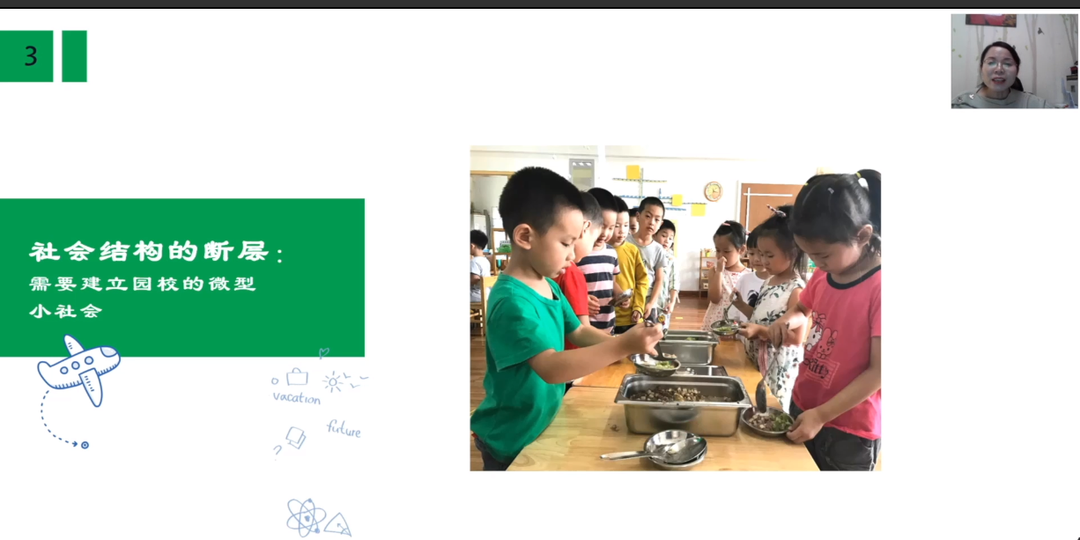 3
社会结构的断层：
需要建立园校的微型
小社会
vacation
future